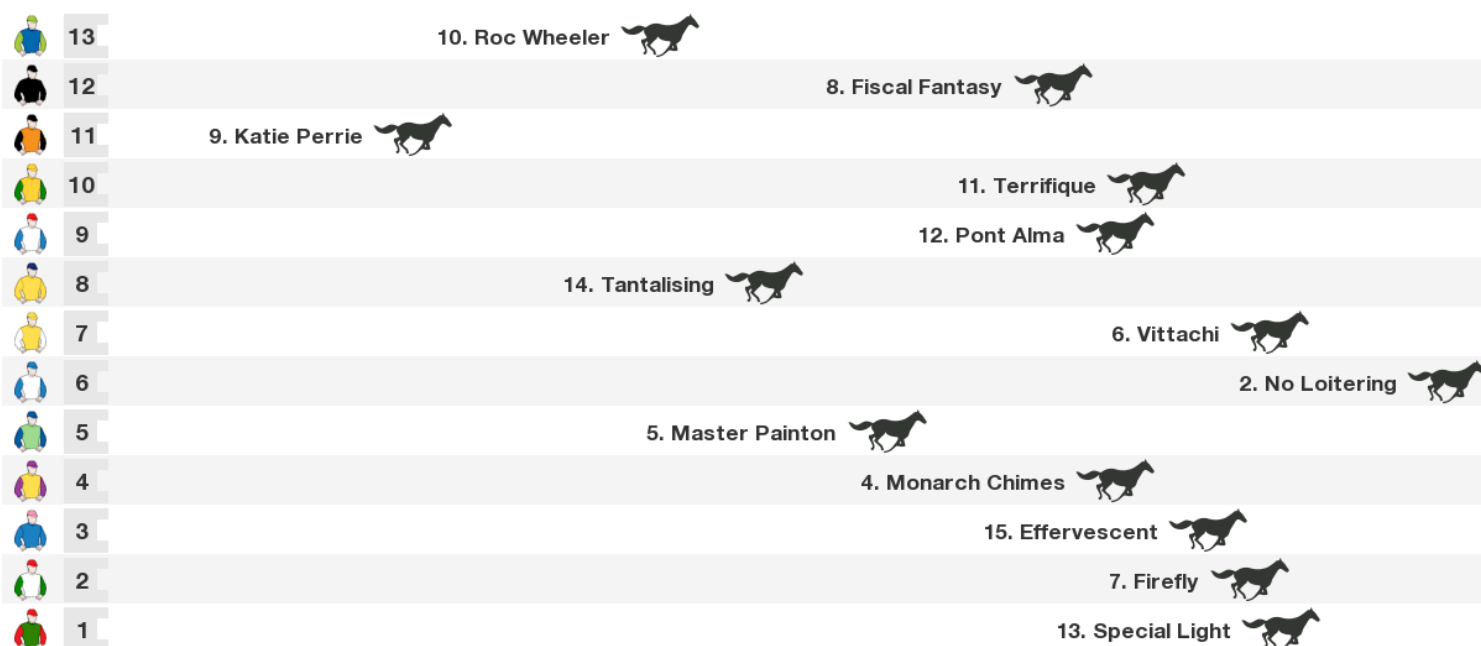 13 10. Roc Wheeler
12 8. Fiscal Fantasy
11 9. Katie Perrie
10 11. Terrifique
9 12. Pont Alma
8 14. Tantalising
7 6. Vittachi
6 2. No Loitering
5 5. Master Painton
4 4. Monarch Chimes
3 15. Effervescent
2 7. Firefly
1 13. Special Light